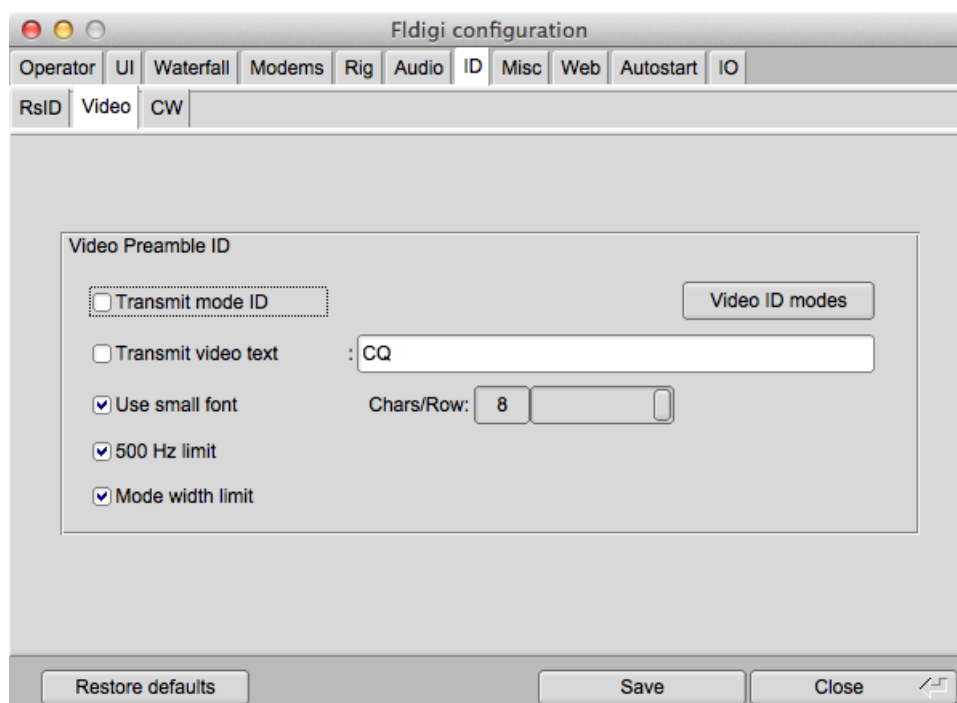 Fldigi configuration
Operator UI Waterfall Modems Rig Audio ID Misc Web Autostart IO
RsID Video CW
Video Preamble ID
Transmit mode ID Video ID modes
Transmit video text : CQ
Use small font Chars/Row: 8
500 Hz limit
Mode width limit
Restore defaults Save Close